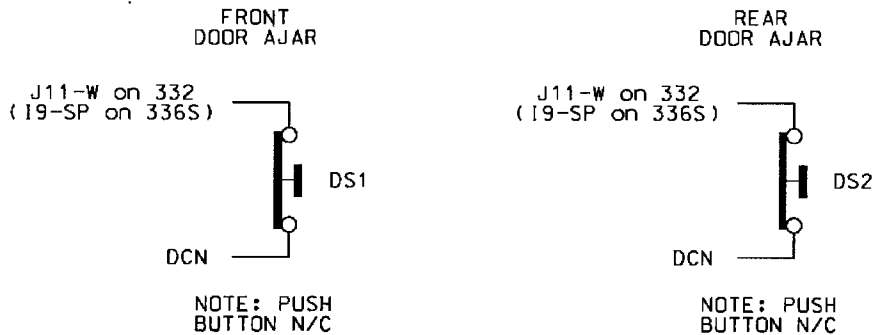 FRONT
DOOR AJAR
J11-W on 332
(I9-SP on 336S)
DS1
DCN
NOTE: PUSH
BUTTON N/C
REAR
DOOR AJAR
J11-W on 332
(I9-SP on 336S)
DS2
DCN
NOTE: PUSH
BUTTON N/C